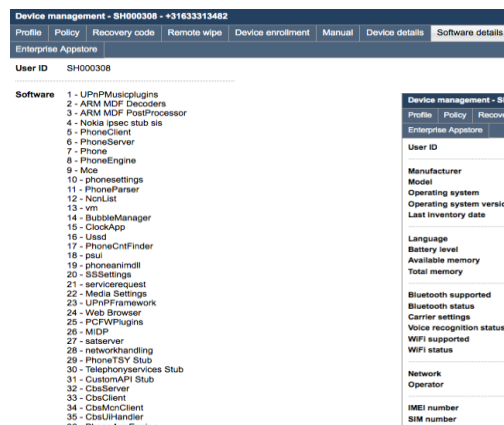 Device management - SH000308 - +31633313482
Profile Policy Recovery code Remote wipe Device enrollment Manual Device details Software details
Enterprise Appstore
User ID SH000308
Software 1 - UPnPMusicplugins
2 - ARM MDF Decoders
3 - ARM MDF PostProcessor
4 - Nokia ipsec stub sis
5 - PhoneClient
6 - PhoneServer
7 - Phone
8 - PhoneEngine
9 - Mce
10 - phonesettings
11 - PhoneParser
12 - NcnList
13 - vm
14 - BubbleManager
15 - ClockApp
16 - Ussd
17 - PhoneCntFinder
18 - psui
19 - phoneanimdll
20 - SSSettings
21 - servicerequest
22 - Media Settings
23 - UPnPFramework
24 - Web Browser
25 - PCFWPlugins
26 - MIDP
27 - satserver
28 - networkhandling
29 - PhoneTSY Stub
30 - Telephonyservices Stub
31 - CustomAPI Stub
32 - CbsServer
33 - CbsClient
34 - CbsMcnClient
35 - CbsUiHandler
Device management - S
Profile Policy Recov
Enterprise Appstore
User ID
Manufacturer
Model
Operating system
Operating system versio
Last inventory date
Language
Battery level
Available memory
Total memory
Bluetooth supported
Bluetooth status
Carrier settings
Voice recognition status
WiFi supported
WiFi status
Network
Operator
IMEI number
SIM number